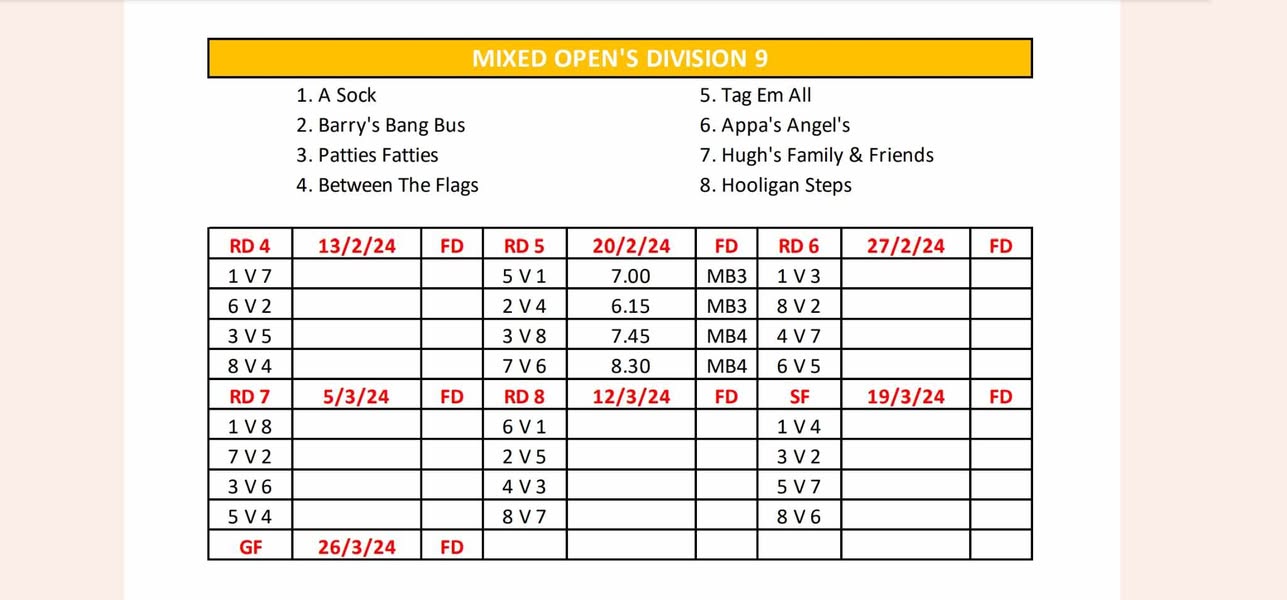 MIXED OPEN'S DIVISION 9
1. A Sock 5. Tag Em All
2. Barry's Bang Bus 6. Appa's Angel's
3. Patties Fatties 7. Hugh's Family & Friends
4. Between The Flags 8. Hooligan Steps
RD 4 13/2/24 FD RD 5 20/2/24 FD RD 6 27/2/24 FD
1 V 7 5 V 1 7.00 MB3 1 V 3
6 V 2 2 V 4 6.15 MB3 8 V 2
3 V 5 3 V 8 7.45 MB4 4 V 7
8 V 4 7 V 6 8.30 MB4 6 V 5
RD 7 5/3/24 FD RD 8 12/3/24 FD SF 19/3/24 FD
1 V 8 6 V 1 1 V 4
7 V 2 2 V 5 3 V 2
3 V 6 4 V 3 5 V 7
5 V 4 8 V 7 8 V 6
GF 26/3/24 FD